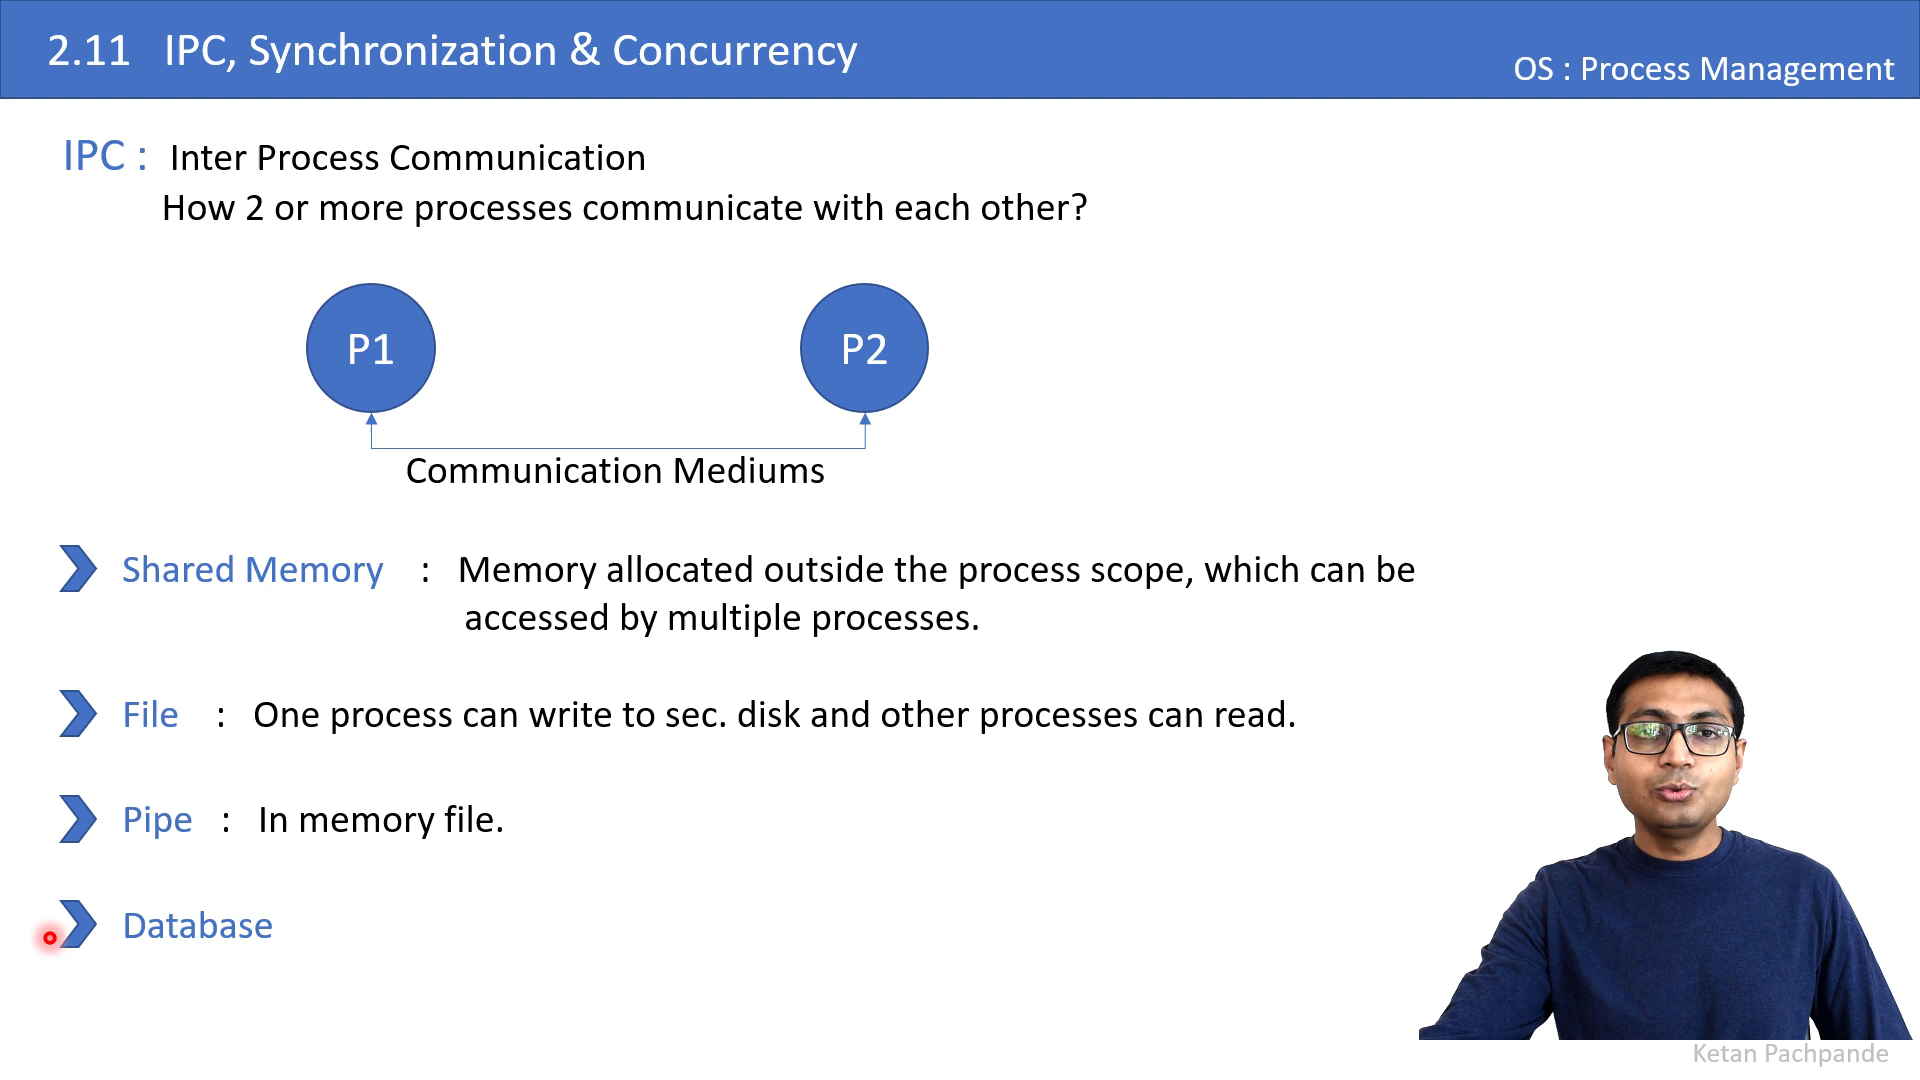 2.11 IPC, Synchronization & Concurrency
OS : Process Management
IPC : Inter Process Communication
How 2 or more processes communicate with each other?
P1
P2
Communication Mediums
Shared Memory : Memory allocated outside the process scope, which can be
accessed by multiple processes.
File : One process can write to sec. disk and other processes can read.
Pipe : In memory file.
Database
Ketan Pachpande